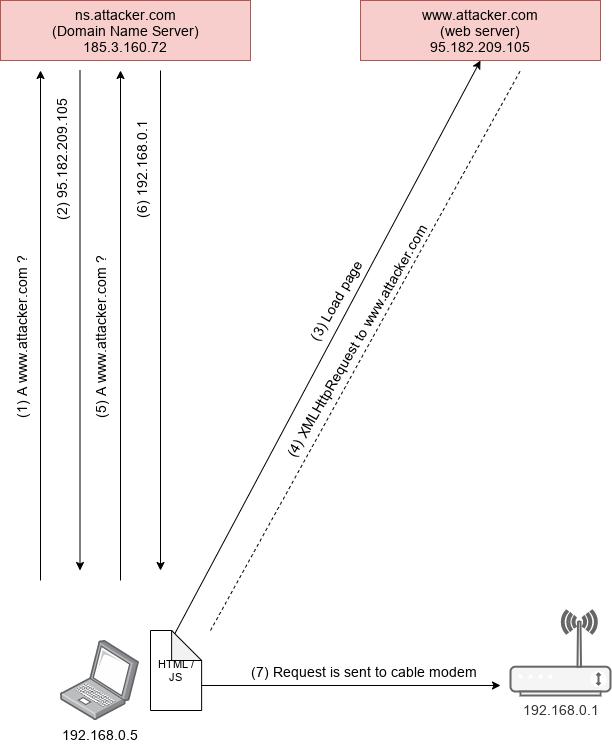 ns.attacker.com
(Domain Name Server)
185.3.160.72
www.attacker.com
(web server)
95.182.209.105
(1) A www.attacker.com ?
(2) 95.182.209.105
(5) A www.attacker.com ?
(6) 192.168.0.1
(3) Load page
(4) XMLHttpRequest to www.attacker.com
HTML /
JS
(7) Request is sent to cable modem
192.168.0.5
192.168.0.1